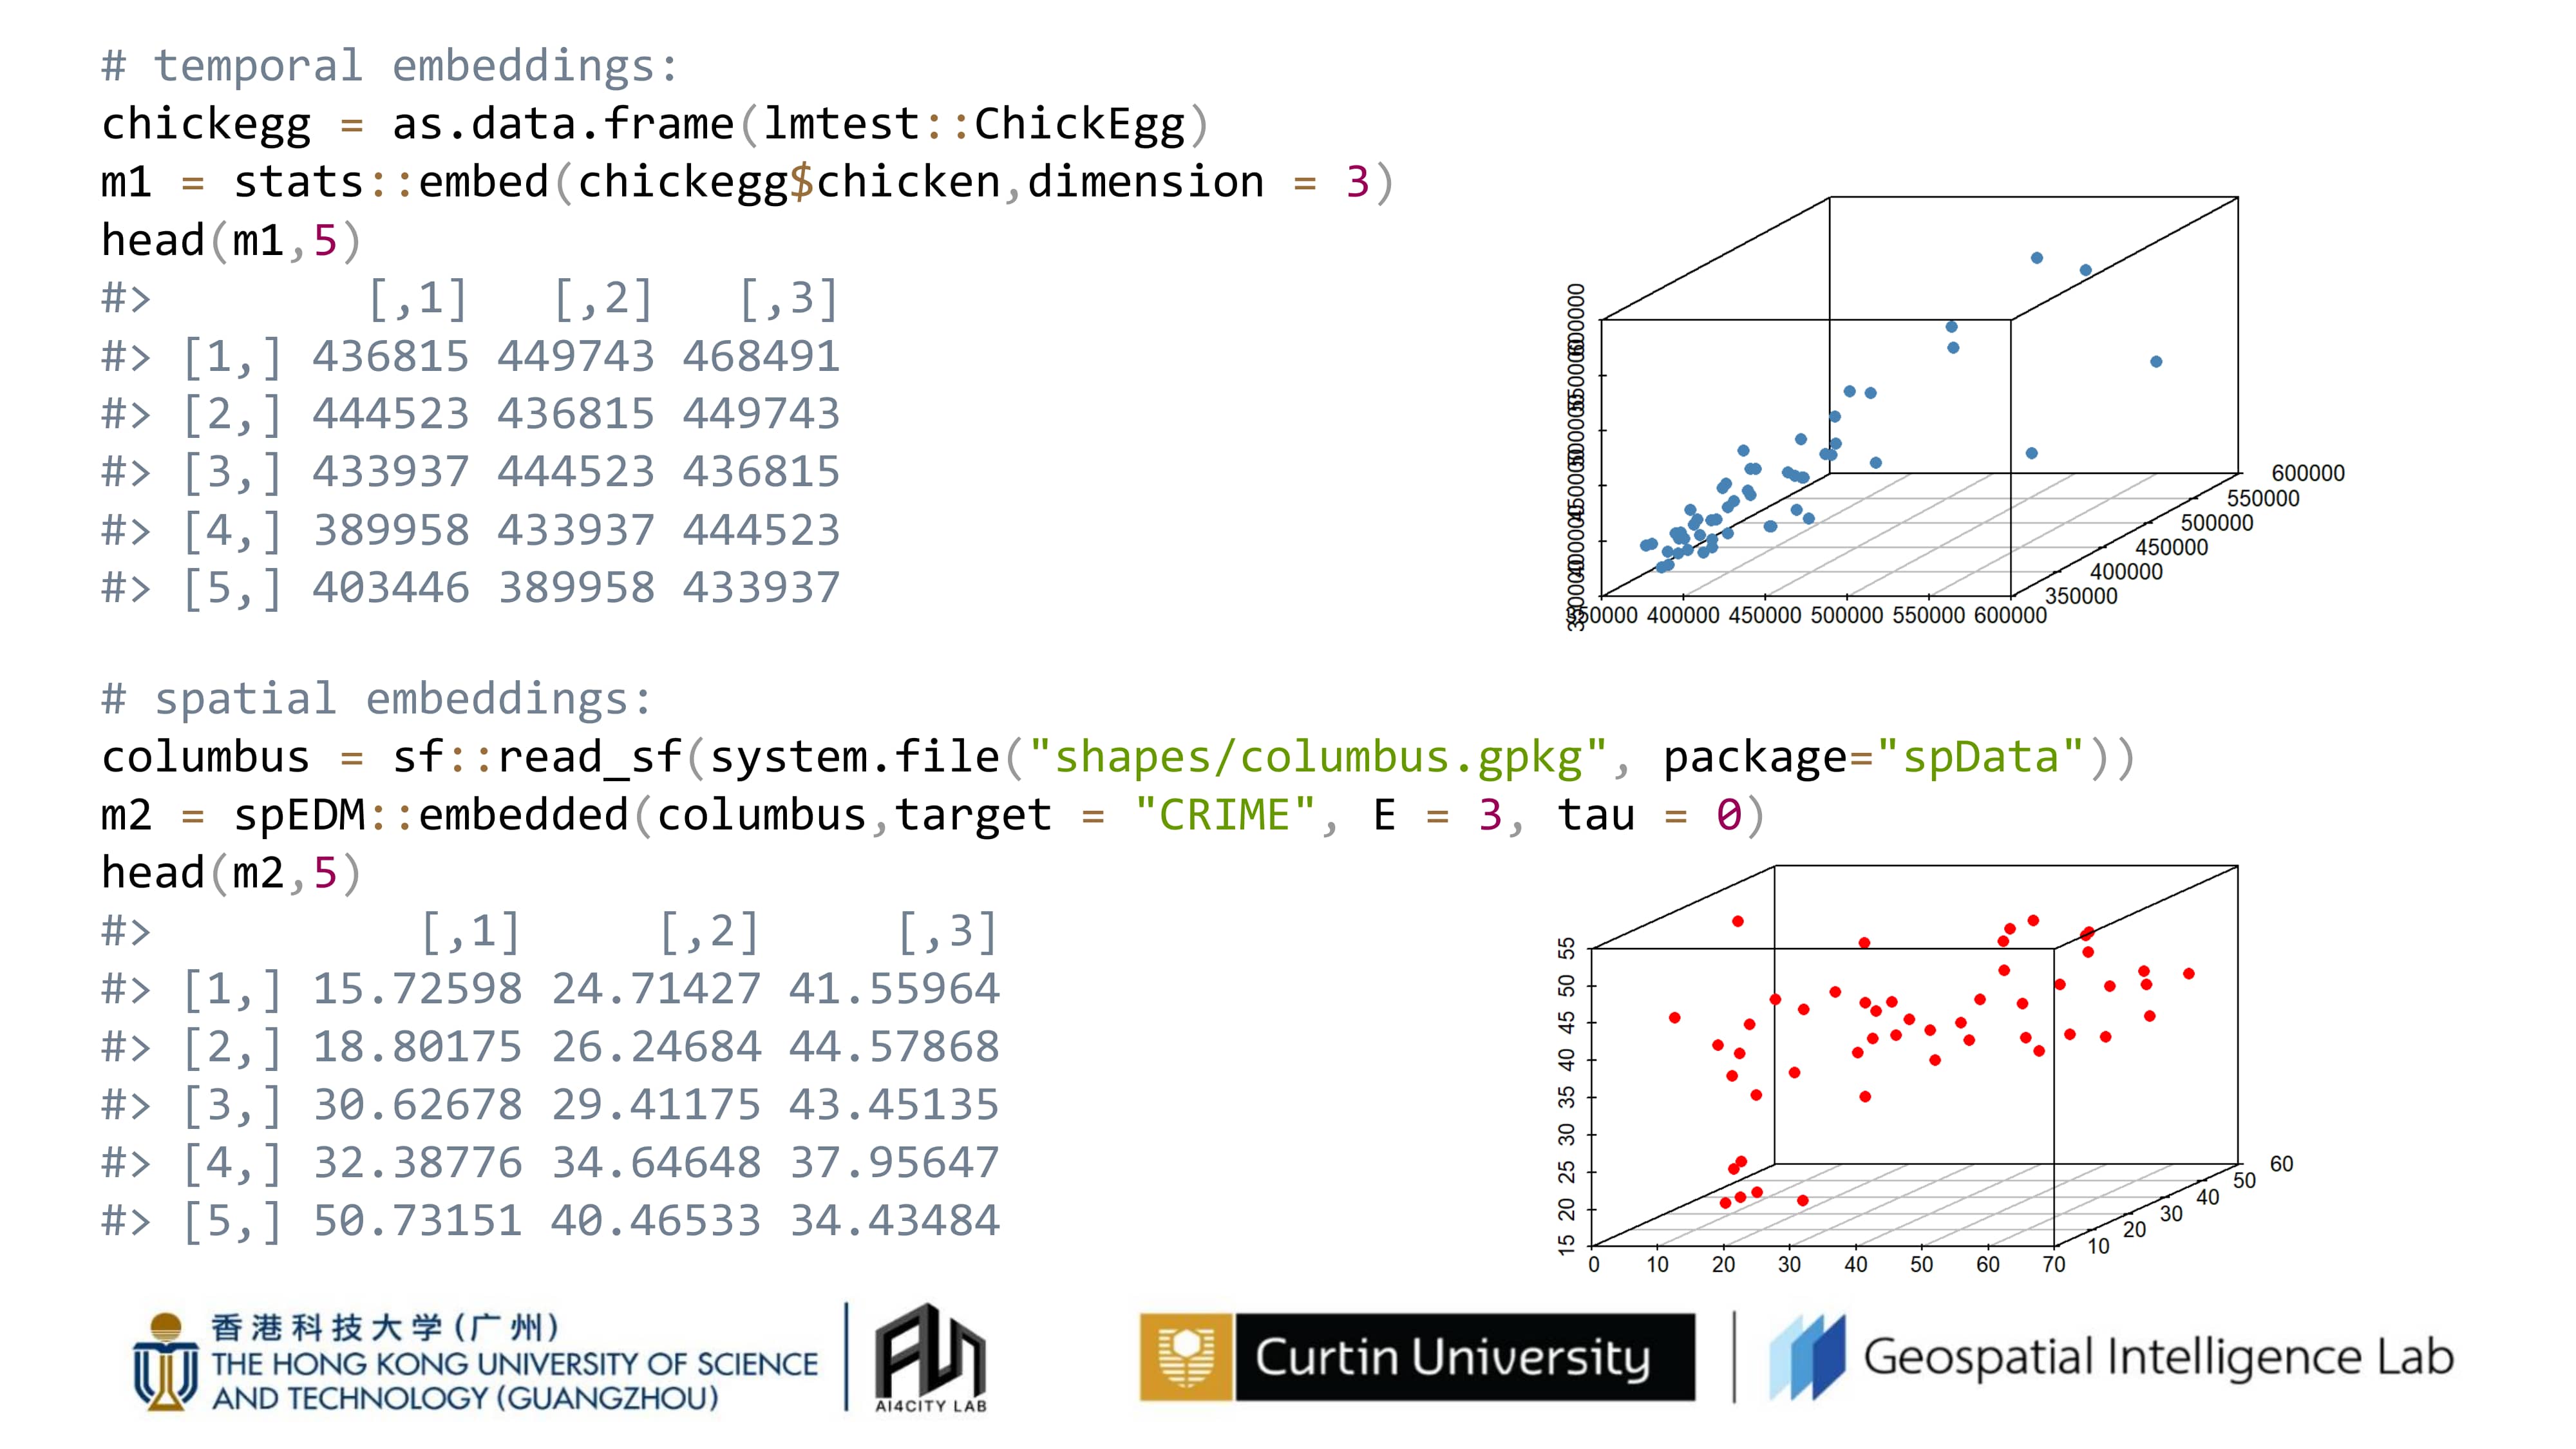 # temporal embeddings:
chickegg = as.data.frame(lmtest::ChickEgg)
m1 = stats::embed(chickegg$chicken,dimension = 3)
head(m1,5)
#>        [,1]   [,2]   [,3]
#> [1,] 436815 449743 468491
#> [2,] 444523 436815 449743
#> [3,] 433937 444523 436815
#> [4,] 389958 433937 444523
#> [5,] 403446 389958 433937
350000 400000 450000 500000 550000 600000
600000
550000
500000
450000
400000
350000
350000 400000 450000 500000 550000 600000
# spatial embeddings:
columbus = sf::read_sf(system.file("shapes/columbus.gpkg", package="spData"))
m2 = spEDM::embedded(columbus,target = "CRIME", E = 3, tau = 0)
head(m2,5)
#>          [,1]     [,2]     [,3]
#> [1,] 15.72598 24.71427 41.55964
#> [2,] 18.80175 26.24684 44.57868
#> [3,] 30.62678 29.41175 43.45135
#> [4,] 32.38776 34.64648 37.95647
#> [5,] 50.73151 40.46533 34.43484
15 20 25 30 35 40 45 50 55
60
50
40
30
20
10
0 10 20 30 40 50 60 70
香港科技大学(广州)
THE HONG KONG UNIVERSITY OF SCIENCE
AND TECHNOLOGY (GUANGZHOU)
AI4CITY LAB
Curtin University
Geospatial Intelligence Lab